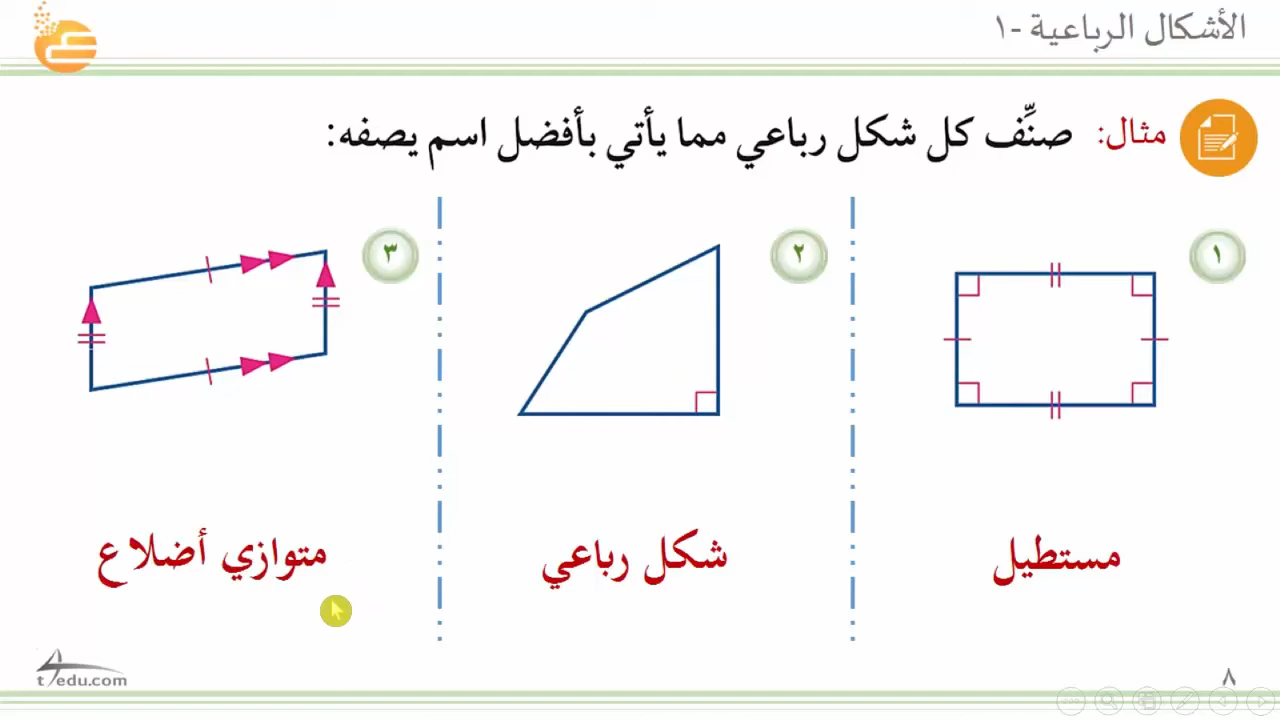 الأشكال الرباعية -١
مثال: صنِّف كل شكل رباعي مما يأتي بأفضل اسم يصفه:
١
٢
٣
مستطيل
شكل رباعي
متوازي أضلاع
t4edu.com
٨